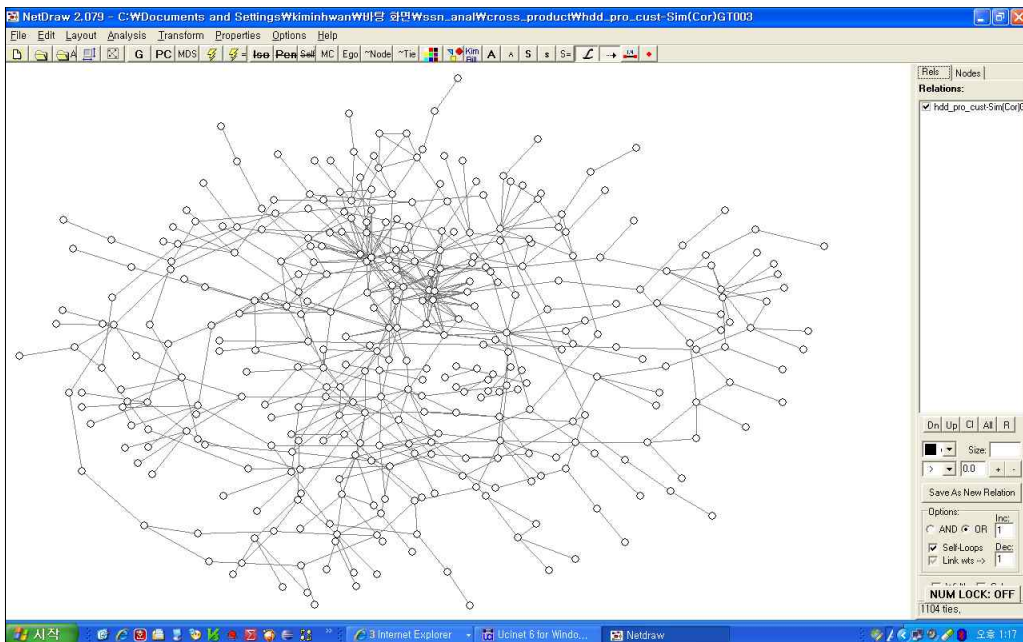 NetDraw 2.079 - C:₩Documents and Settings₩kiminhwan₩바탕 화면₩ssn_anal₩cross_product₩hdd_pro_cust-Sim(Cor)GT003
File Edit Layout Analysis Transform Properties Options Help
G PC MDS Iso Pen Self MC Ego ~Node ~Tie A A S s S= L
Rels Nodes
Relations:
hdd_pro_cust-Sim(Cor)G
Dn Up Cl All R
Size:
> 0.0 + -
Save As New Relation
Options:
Inc:
AND OR 1
Self-Loops Dec:
Link wts --> 1
NUM LOCK: OFF
1104 ties,
시작 3 Internet Explorer Ucinet 6 for Windo... Netdraw 오후 1:17